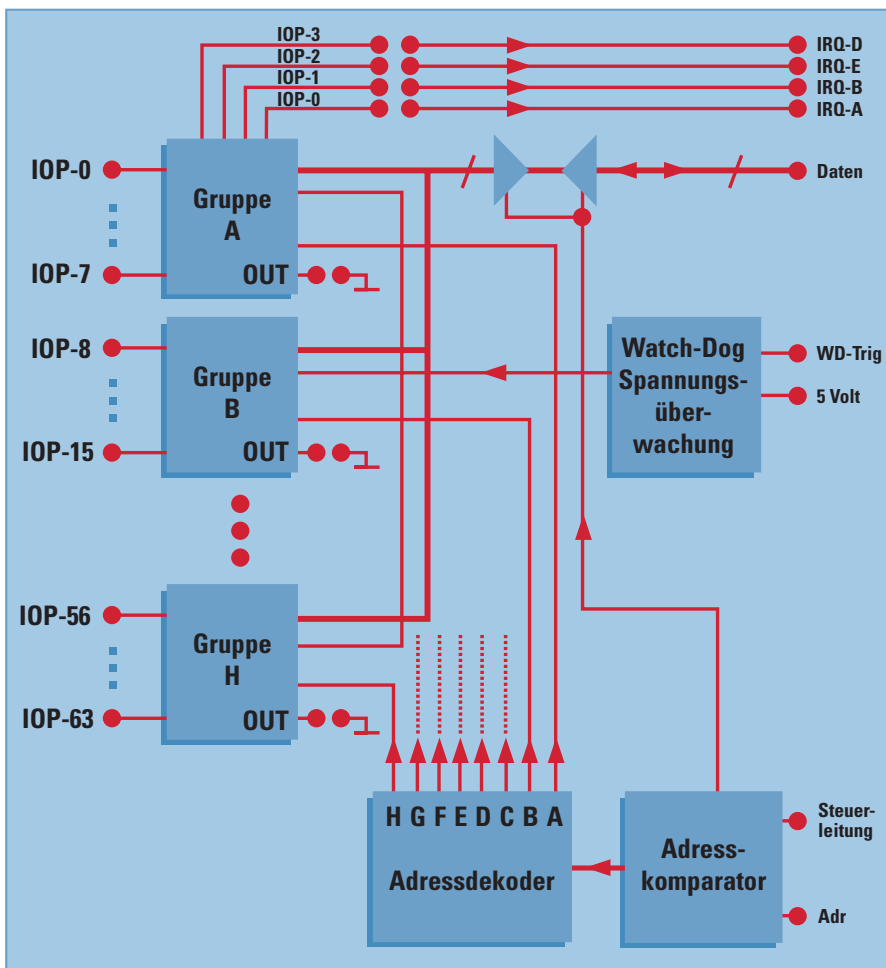 IOP-3
IRQ-D
IOP-2
IRQ-E
IOP-1
IRQ-B
IOP-0
IRQ-A
IOP-0
Gruppe
A
Daten
IOP-7
OUT
IOP-8
Gruppe
B
Watch-Dog
Spannungs-
über-
wachung
WD-Trig
5 Volt
IOP-15
OUT
IOP-56
Gruppe
H
IOP-63
OUT
H G F E D C B A
Adressdekoder
Adress-
komparator
Steuer-
leitung
Adr